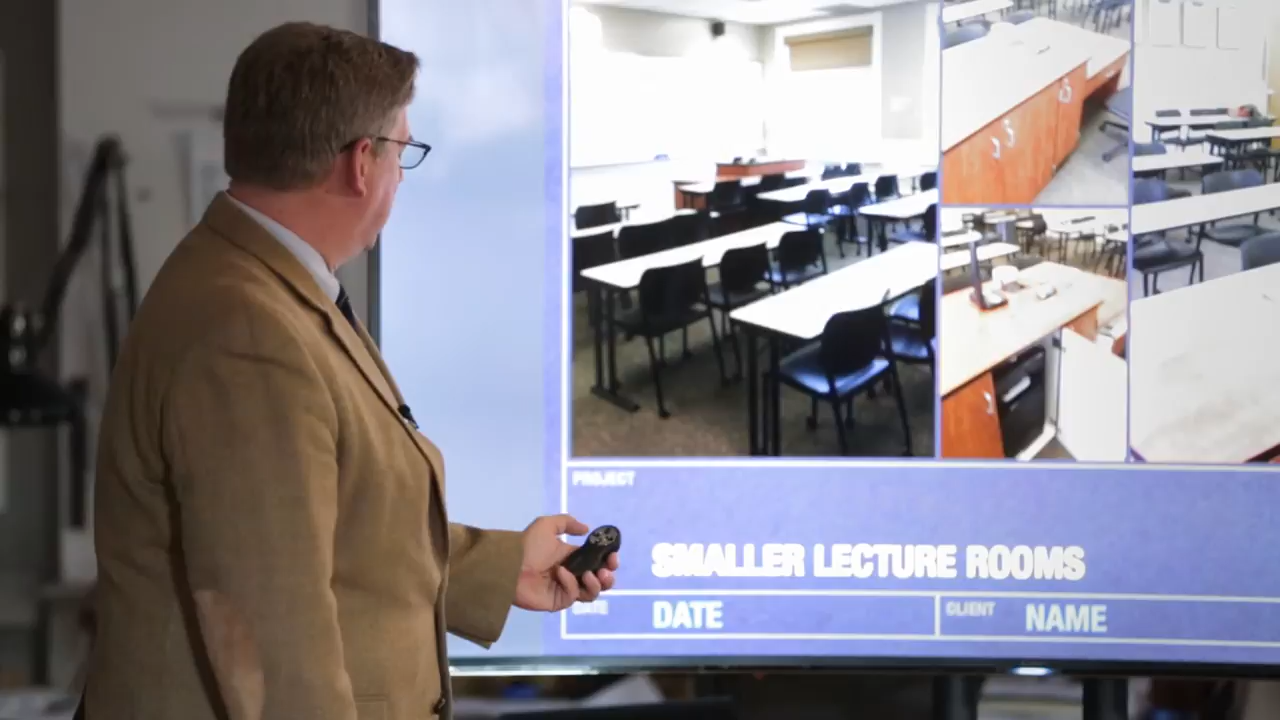 PROJECT
SMALLER LECTURE ROOMS
DATE
DATE
CLIENT
NAME